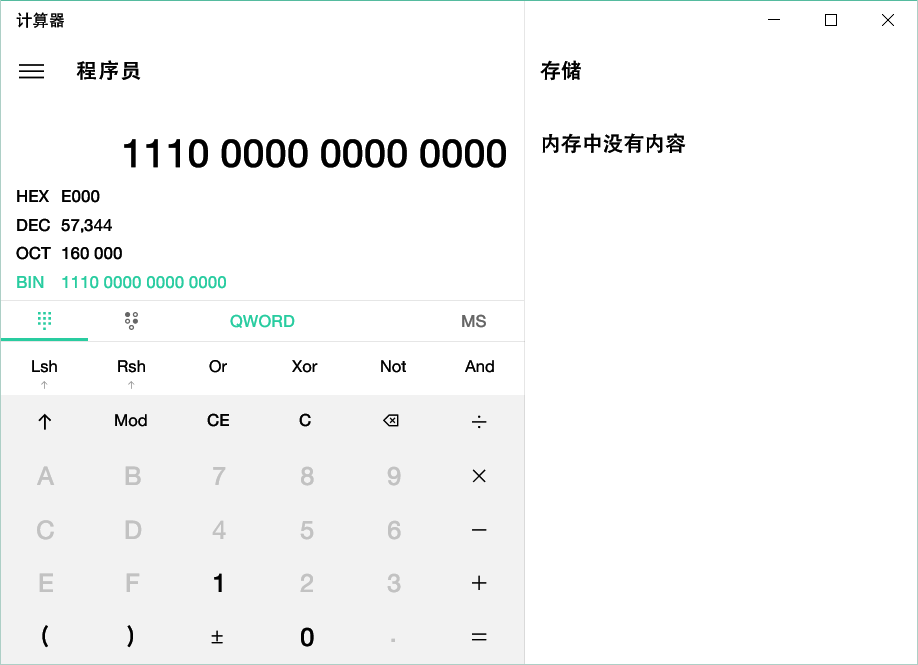 计算器
程序员
存储
内存中没有内容
1110 0000 0000 0000
HEX E000
DEC 57,344
OCT 160 000
BIN 1110 0000 0000 0000
QWORD MS
Lsh Rsh Or Xor Not And
↑ ↑
↑ Mod CE C ⌫ ÷
A B 7 8 9 ×
C D 4 5 6 −
E F 1 2 3 +
( ) ± 0 . =